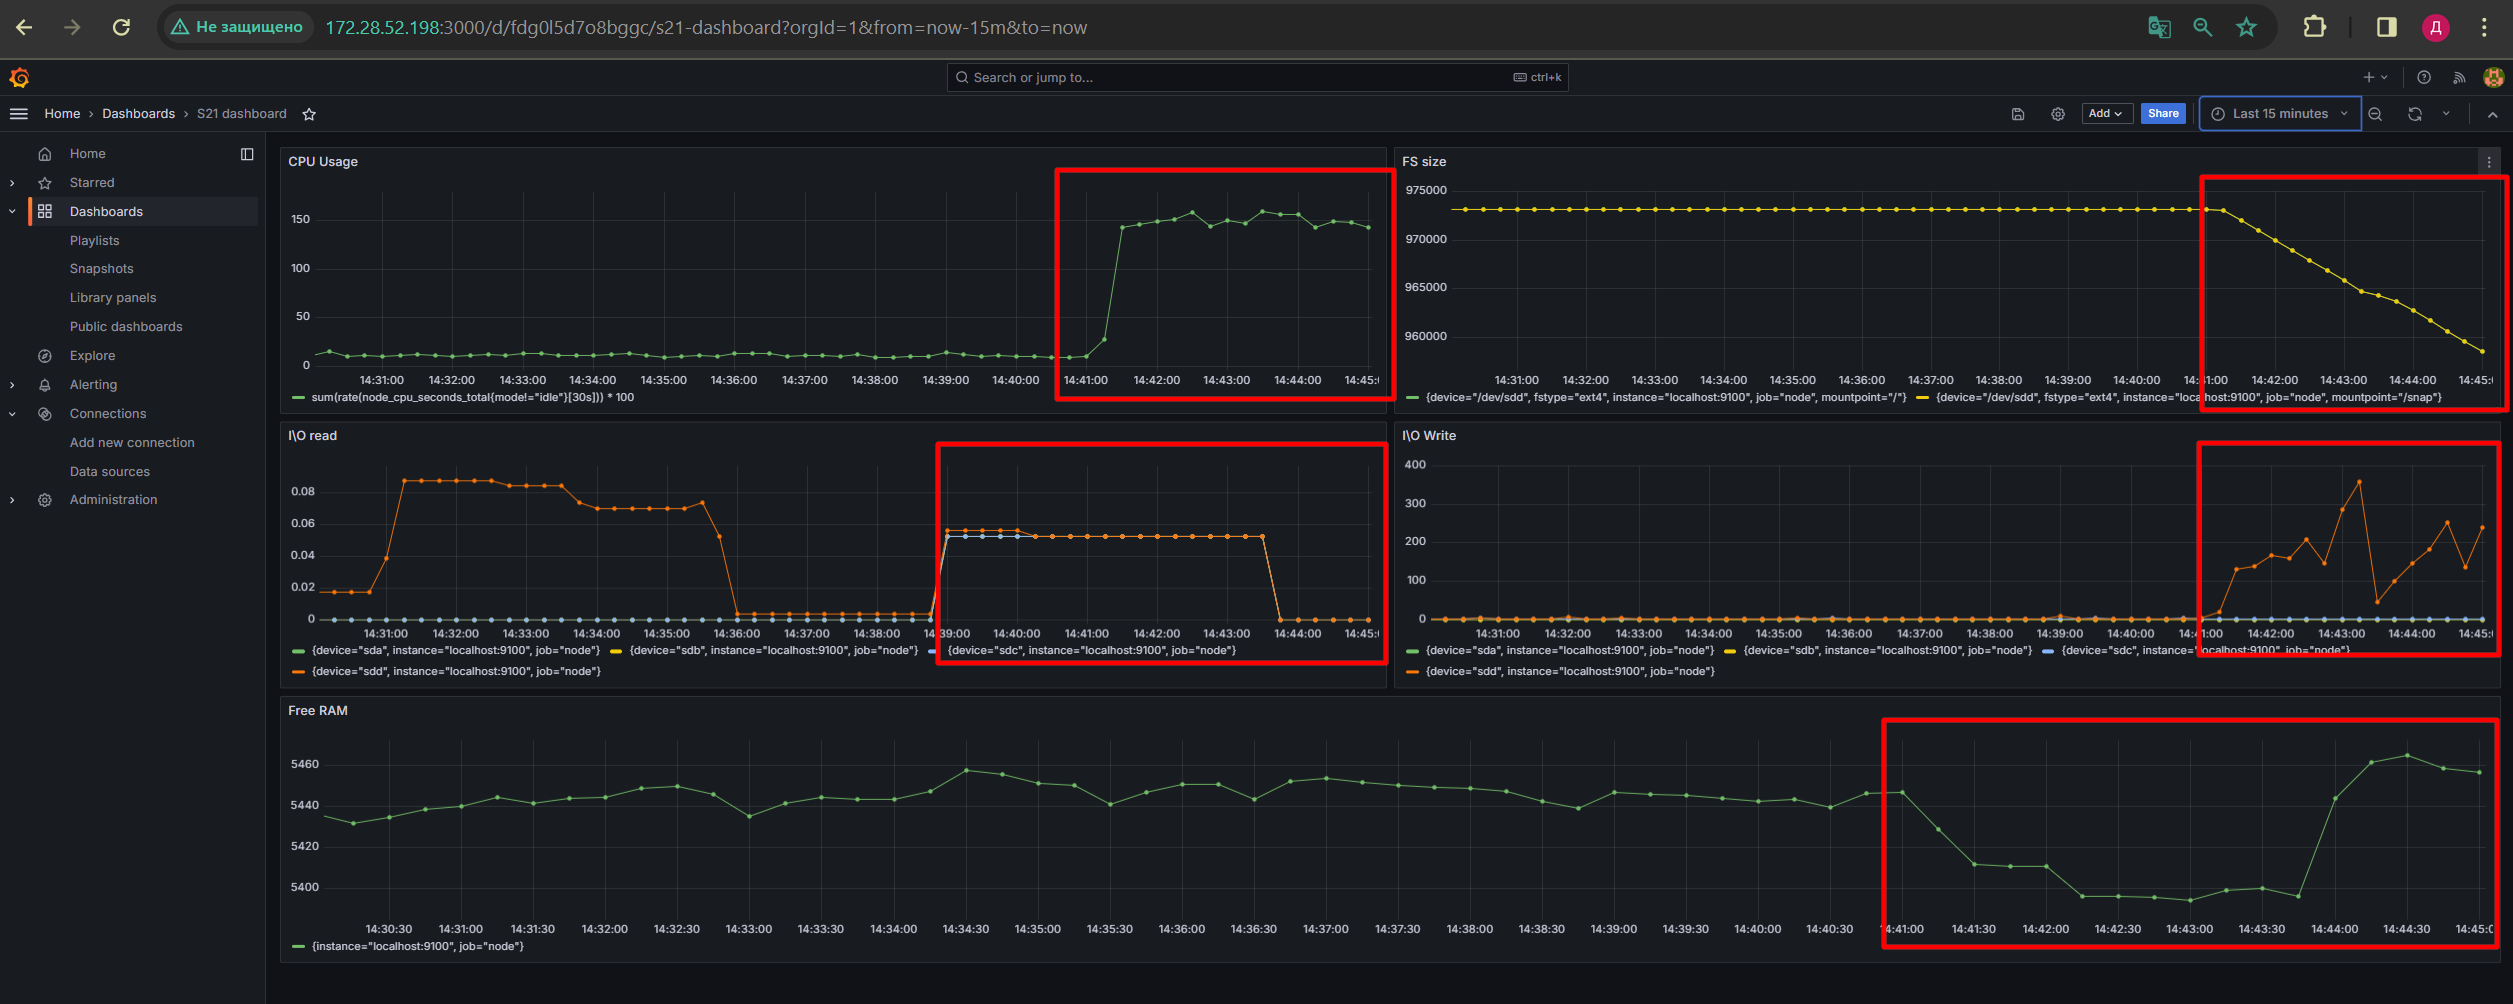 Не защищено 172.28.52.198:3000/d/fdg0l5d7o8bggc/s21-dashboard?orgId=1&from=now-15m&to=now Д
Search or jump to... ctrl+k
Home › Dashboards › S21 dashboard Add Share Last 15 minutes
Home
Starred
Dashboards
Playlists
Snapshots
Library panels
Public dashboards
Explore
Alerting
Connections
Add new connection
Data sources
Administration
CPU Usage
150
100
50
0
14:31:00 14:32:00 14:33:00 14:34:00 14:35:00 14:36:00 14:37:00 14:38:00 14:39:00 14:40:00 14:41:00 14:42:00 14:43:00 14:44:00 14:45:
sum(rate(node_cpu_seconds_total{mode!="idle"}[30s])) * 100
FS size
975000
970000
965000
960000
14:31:00 14:32:00 14:33:00 14:34:00 14:35:00 14:36:00 14:37:00 14:38:00 14:39:00 14:40:00 14:41:00 14:42:00 14:43:00 14:44:00 14:45:
{device="/dev/sdd", fstype="ext4", instance="localhost:9100", job="node", mountpoint="/"} {device="/dev/sdd", fstype="ext4", instance="localhost:9100", job="node", mountpoint="/snap"}
I\O read
0.08
0.06
0.04
0.02
0
14:31:00 14:32:00 14:33:00 14:34:00 14:35:00 14:36:00 14:37:00 14:38:00 14:39:00 14:40:00 14:41:00 14:42:00 14:43:00 14:44:00 14:45:
{device="sda", instance="localhost:9100", job="node"} {device="sdb", instance="localhost:9100", job="node"} {device="sdc", instance="localhost:9100", job="node"}
{device="sdd", instance="localhost:9100", job="node"}
I\O Write
400
300
200
100
0
14:31:00 14:32:00 14:33:00 14:34:00 14:35:00 14:36:00 14:37:00 14:38:00 14:39:00 14:40:00 14:41:00 14:42:00 14:43:00 14:44:00 14:45:
{device="sda", instance="localhost:9100", job="node"} {device="sdb", instance="localhost:9100", job="node"} {device="sdc", instance="localhost:9100", job="node"}
{device="sdd", instance="localhost:9100", job="node"}
Free RAM
5460
5440
5420
5400
14:30:30 14:31:00 14:31:30 14:32:00 14:32:30 14:33:00 14:33:30 14:34:00 14:34:30 14:35:00 14:35:30 14:36:00 14:36:30 14:37:00 14:37:30 14:38:00 14:38:30 14:39:00 14:39:30 14:40:00 14:40:30 14:41:00 14:41:30 14:42:00 14:42:30 14:43:00 14:43:30 14:44:00 14:44:30 14:45:0
{instance="localhost:9100", job="node"}